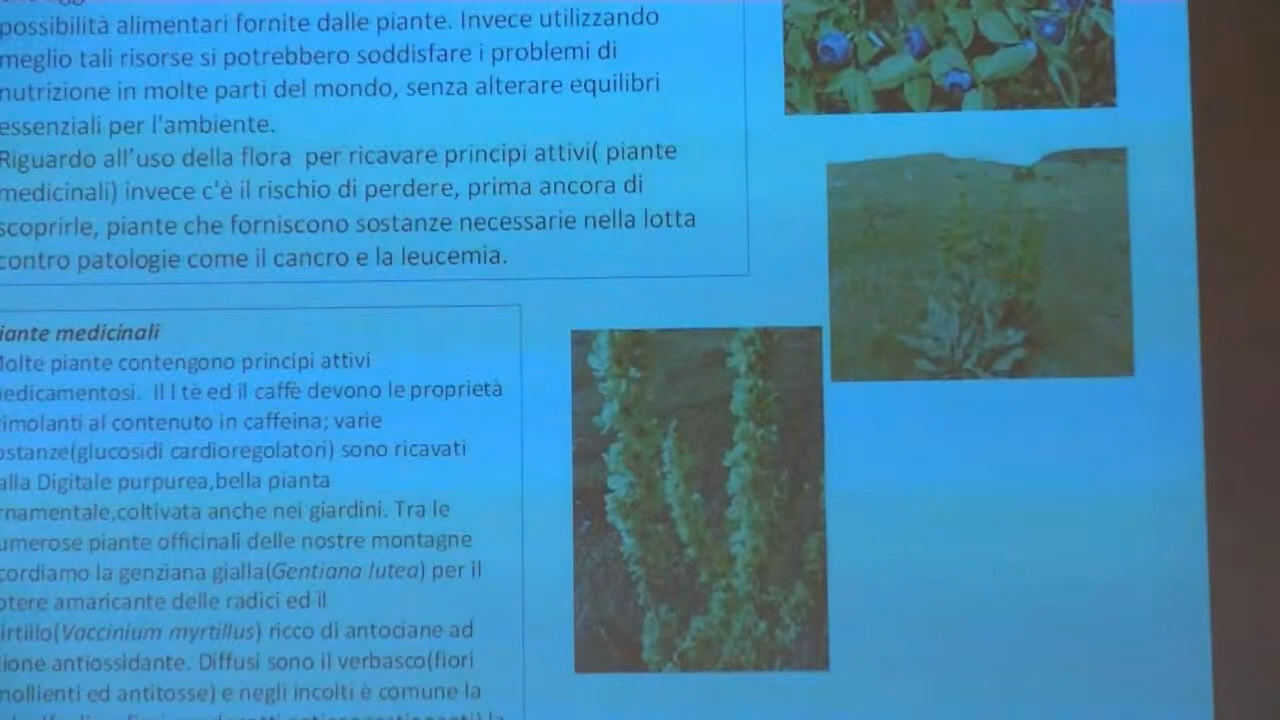 possibilità alimentari fornite dalle piante. Invece utilizzando
meglio tali risorse si potrebbero soddisfare i problemi di
nutrizione in molte parti del mondo, senza alterare equilibri
essenziali per l'ambiente.
Riguardo all'uso della flora per ricavare principi attivi( piante
medicinali) invece c'è il rischio di perdere, prima ancora di
scoprirle, piante che forniscono sostanze necessarie nella lotta
contro patologie come il cancro e la leucemia.
iante medicinali
Molte piante contengono principi attivi
edicamentosi. Il l tè ed il caffè devono le proprietà
timolanti al contenuto in caffeina; varie
ostanze(glucosidi cardioregolatori) sono ricavati
alla Digitale purpurea,bella pianta
rnamentale,coltivata anche nei giardini. Tra le
umerose piante officinali delle nostre montagne
cordiamo la genziana gialla(Gentiana lutea) per il
otere amaricante delle radici ed il
irtillo(Vaccinium myrtillus) ricco di antociane ad
zione antiossidante. Diffusi sono il verbasco(fiori
mollienti ed antitosse) e negli incolti è comune la